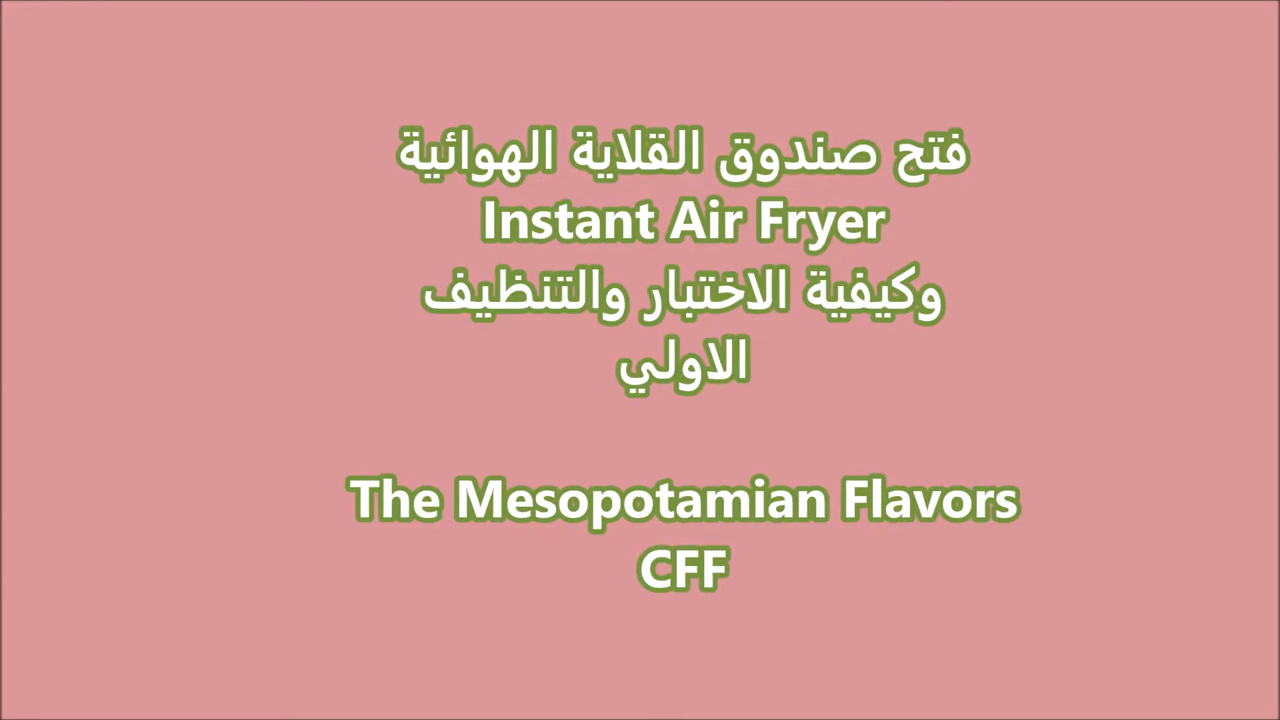 فتح صندوق القلاية الهوائية
Instant Air Fryer
وكيفية الاختبار والتنظيف
الاولي
The Mesopotamian Flavors
CFF